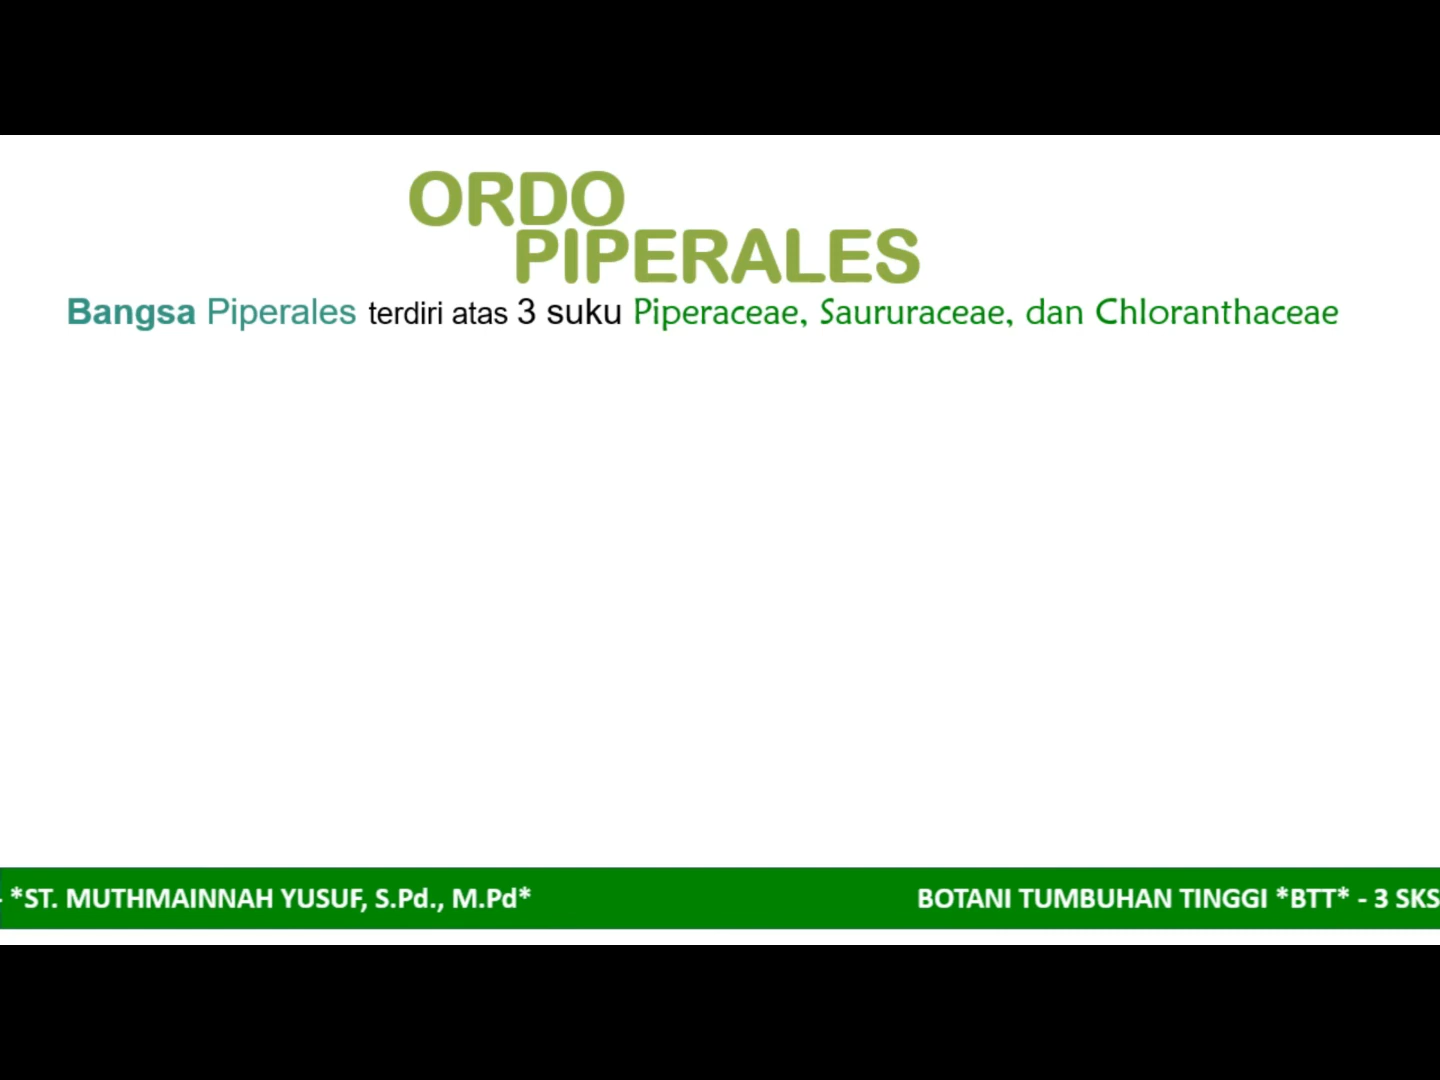 ORDO
PIPERALES
Bangsa Piperales terdiri atas 3 suku Piperaceae, Saururaceae, dan Chloranthaceae
- *ST. MUTHMAINNAH YUSUF, S.Pd., M.Pd*
BOTANI TUMBUHAN TINGGI *BTT* - 3 SKS